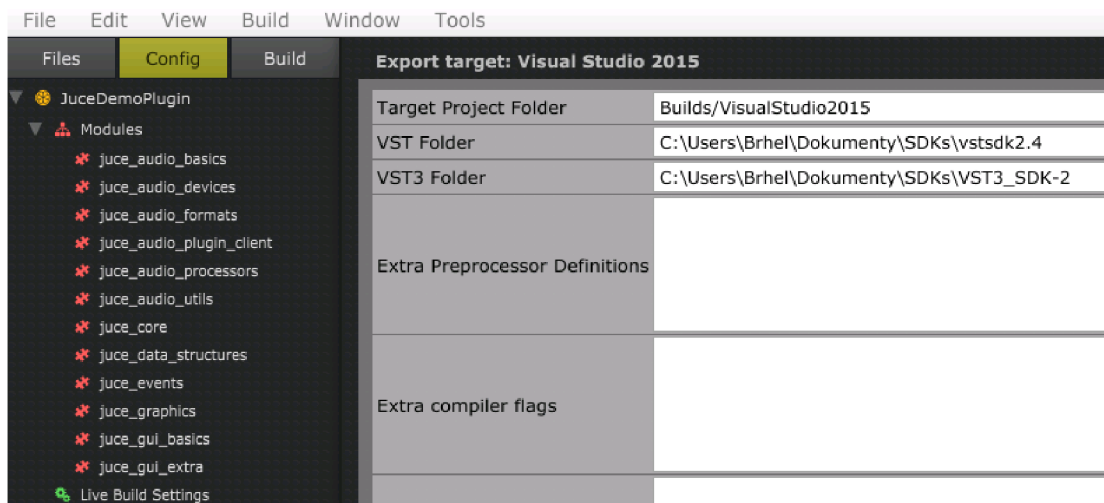 File Edit View Build Window Tools
Files Config Build
JuceDemoPlugin
Modules
juce_audio_basics
juce_audio_devices
juce_audio_formats
juce_audio_plugin_client
juce_audio_processors
juce_audio_utils
juce_core
juce_data_structures
juce_events
juce_graphics
juce_gui_basics
juce_gui_extra
Live Build Settings
Export target: Visual Studio 2015
Target Project Folder Builds/VisualStudio2015
VST Folder C:\Users\Brhel\Dokumenty\SDKs\vstsdk2.4
VST3 Folder C:\Users\Brhel\Dokumenty\SDKs\VST3_SDK-2
Extra Preprocessor Definitions
Extra compiler flags